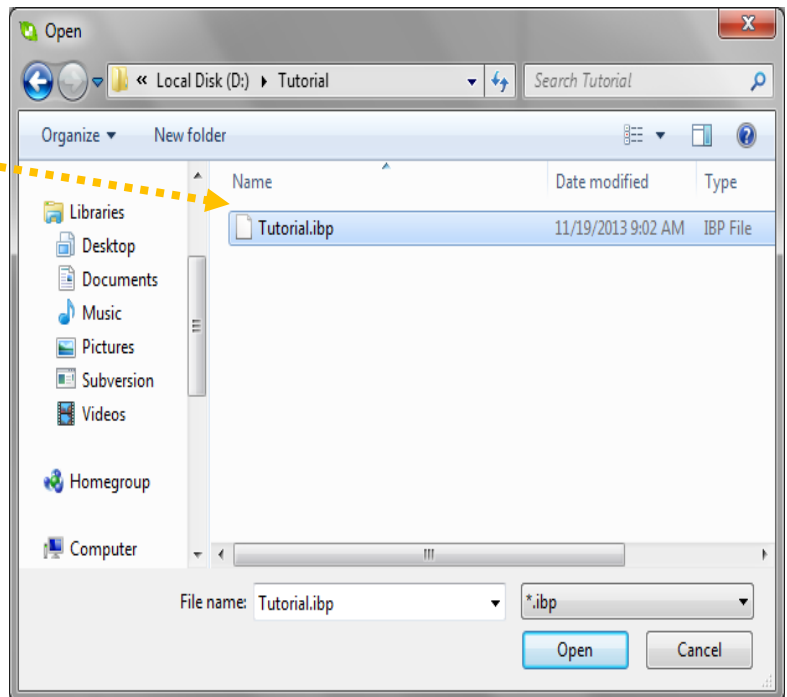 Open
« Local Disk (D:) Tutorial Search Tutorial
Organize New folder
Name Date modified Type
Libraries
Tutorial.ibp 11/19/2013 9:02 AM IBP File
Desktop
Documents
Music
Pictures
Subversion
Videos
Homegroup
Computer
File name: Tutorial.ibp *.ibp
Open Cancel